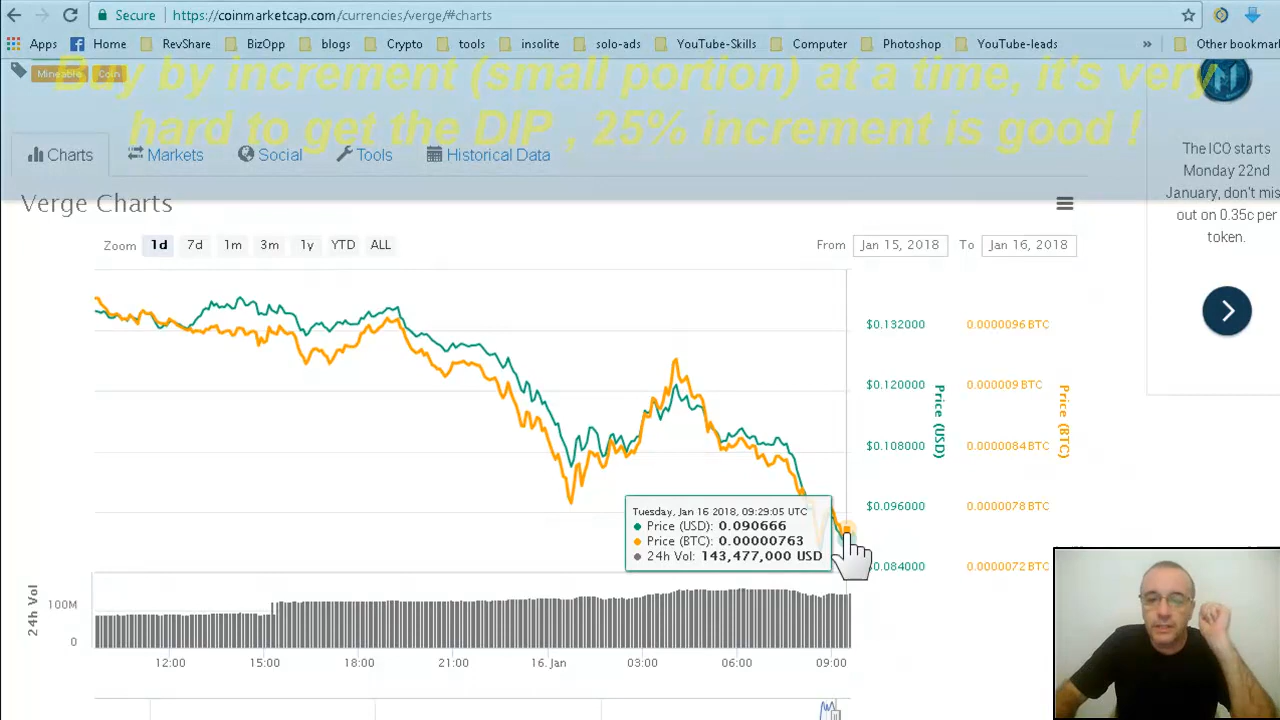 Secure https://coinmarketcap.com/currencies/verge/#charts
Apps Home RevShare BizOpp blogs Crypto tools insolite solo-ads YouTube-Skills Computer Photoshop YouTube-leads » Other bookmar
Mineable Coin
Buy by increment (small portion) at a time, it's very
hard to get the DIP , 25% increment is good !
Charts Markets Social Tools Historical Data
The ICO starts
Monday 22nd
January, don't mis
out on 0.35c per
token.
Verge Charts
Zoom 1d 7d 1m 3m 1y YTD ALL
From Jan 15, 2018 To Jan 16, 2018
$0.132000 0.0000096 BTC
$0.120000 0.000009 BTC
$0.108000 0.0000084 BTC
$0.096000 0.0000078 BTC
$0.084000 0.0000072 BTC
Price (USD)
Price (BTC)
Tuesday, Jan 16 2018, 09:29:05 UTC
Price (USD): 0.090666
Price (BTC): 0.00000763
24h Vol: 143,477,000 USD
24h Vol
100M
0
12:00 15:00 18:00 21:00 16. Jan 03:00 06:00 09:00